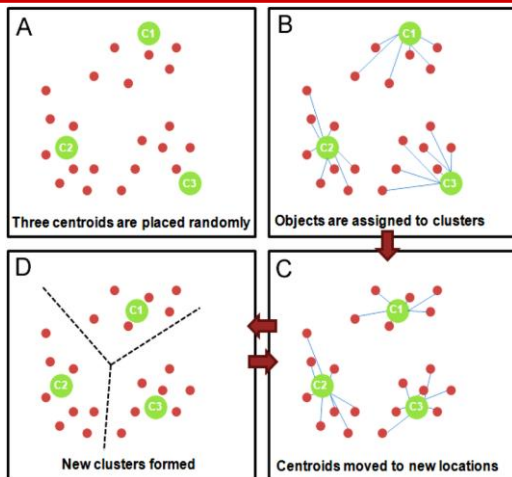 A
C1
C2
C3
Three centroids are placed randomly
B
C1
C2
C3
Objects are assigned to clusters
D
C1
C2
C3
New clusters formed
C
C1
C2
C3
Centroids moved to new locations